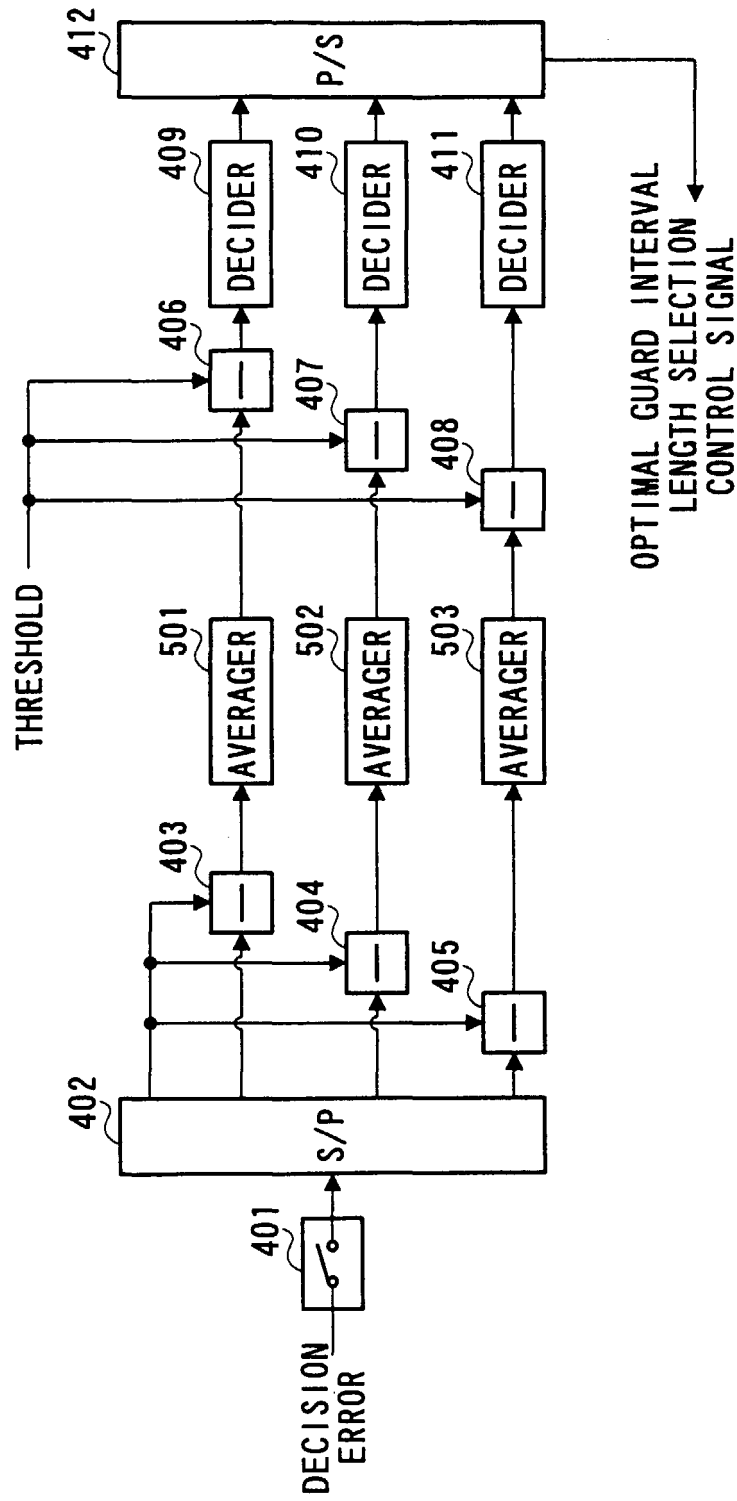 THRESHOLD
402
S/P
412
P/S
401
DECISION
ERROR
403
501
AVERAGER
406
409
DECIDER
404
502
AVERAGER
407
410
DECIDER
405
503
AVERAGER
408
411
DECIDER
OPTIMAL GUARD INTERVAL
LENGTH SELECTION
CONTROL SIGNAL